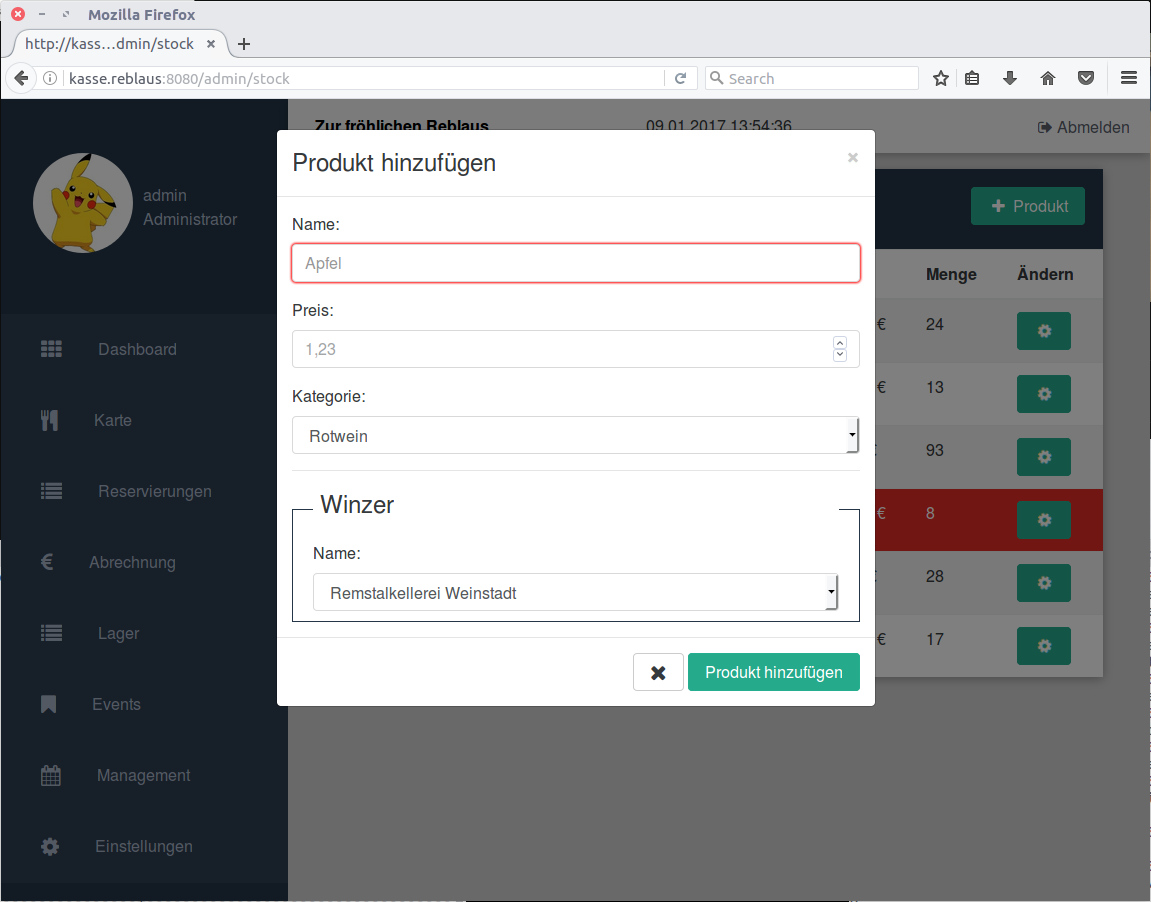 Mozilla Firefox
http://kass...dmin/stock
kasse.reblaus:8080/admin/stock
Search
Zur fröhlichen Reblaus
09.01.2017 13:54:36
Abmelden
admin
Administrator
Dashboard
Karte
Reservierungen
Abrechnung
Lager
Events
Management
Einstellungen
Produkt hinzufügen
×
Name:
Apfel
Preis:
1,23
Kategorie:
Rotwein
Winzer
Name:
Remstalkellerei Weinstadt
Produkt hinzufügen
Produkt
Menge Ändern
€ 24
€ 13
93
€ 8
28
€ 17